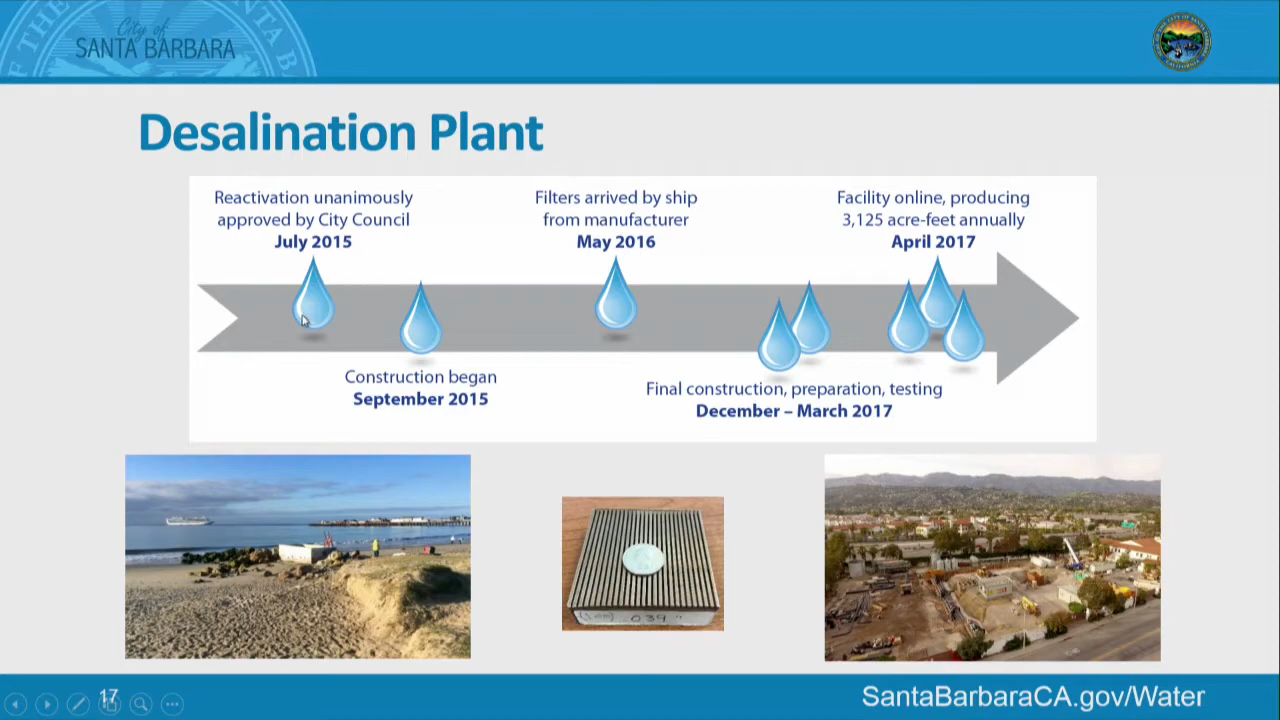 City of
SANTA BARBARA
Desalination Plant
Reactivation unanimously
approved by City Council
July 2015
Filters arrived by ship
from manufacturer
May 2016
Facility online, producing
3,125 acre-feet annually
April 2017
Construction began
September 2015
Final construction, preparation, testing
December – March 2017
039"
17
SantaBarbaraCA.gov/Water